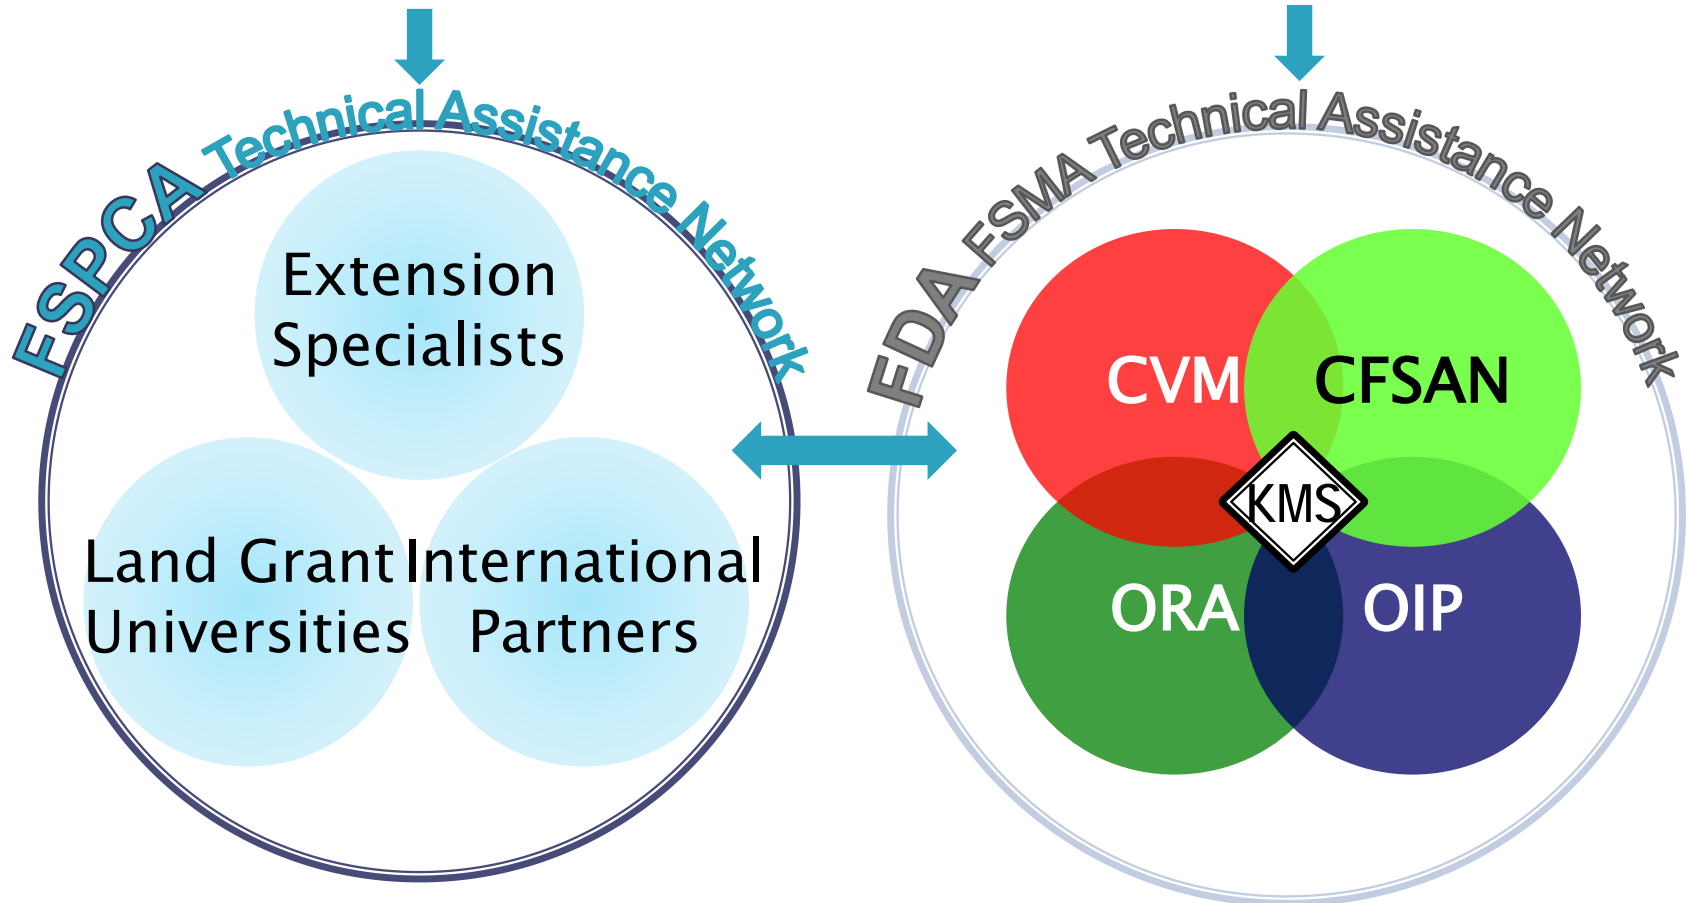 FSPCA Technical Assistance Network
Extension
Specialists
Land Grant
Universities
International
Partners
FDA FSMA Technical Assistance Network
CVM
CFSAN
KMS
ORA
OIP